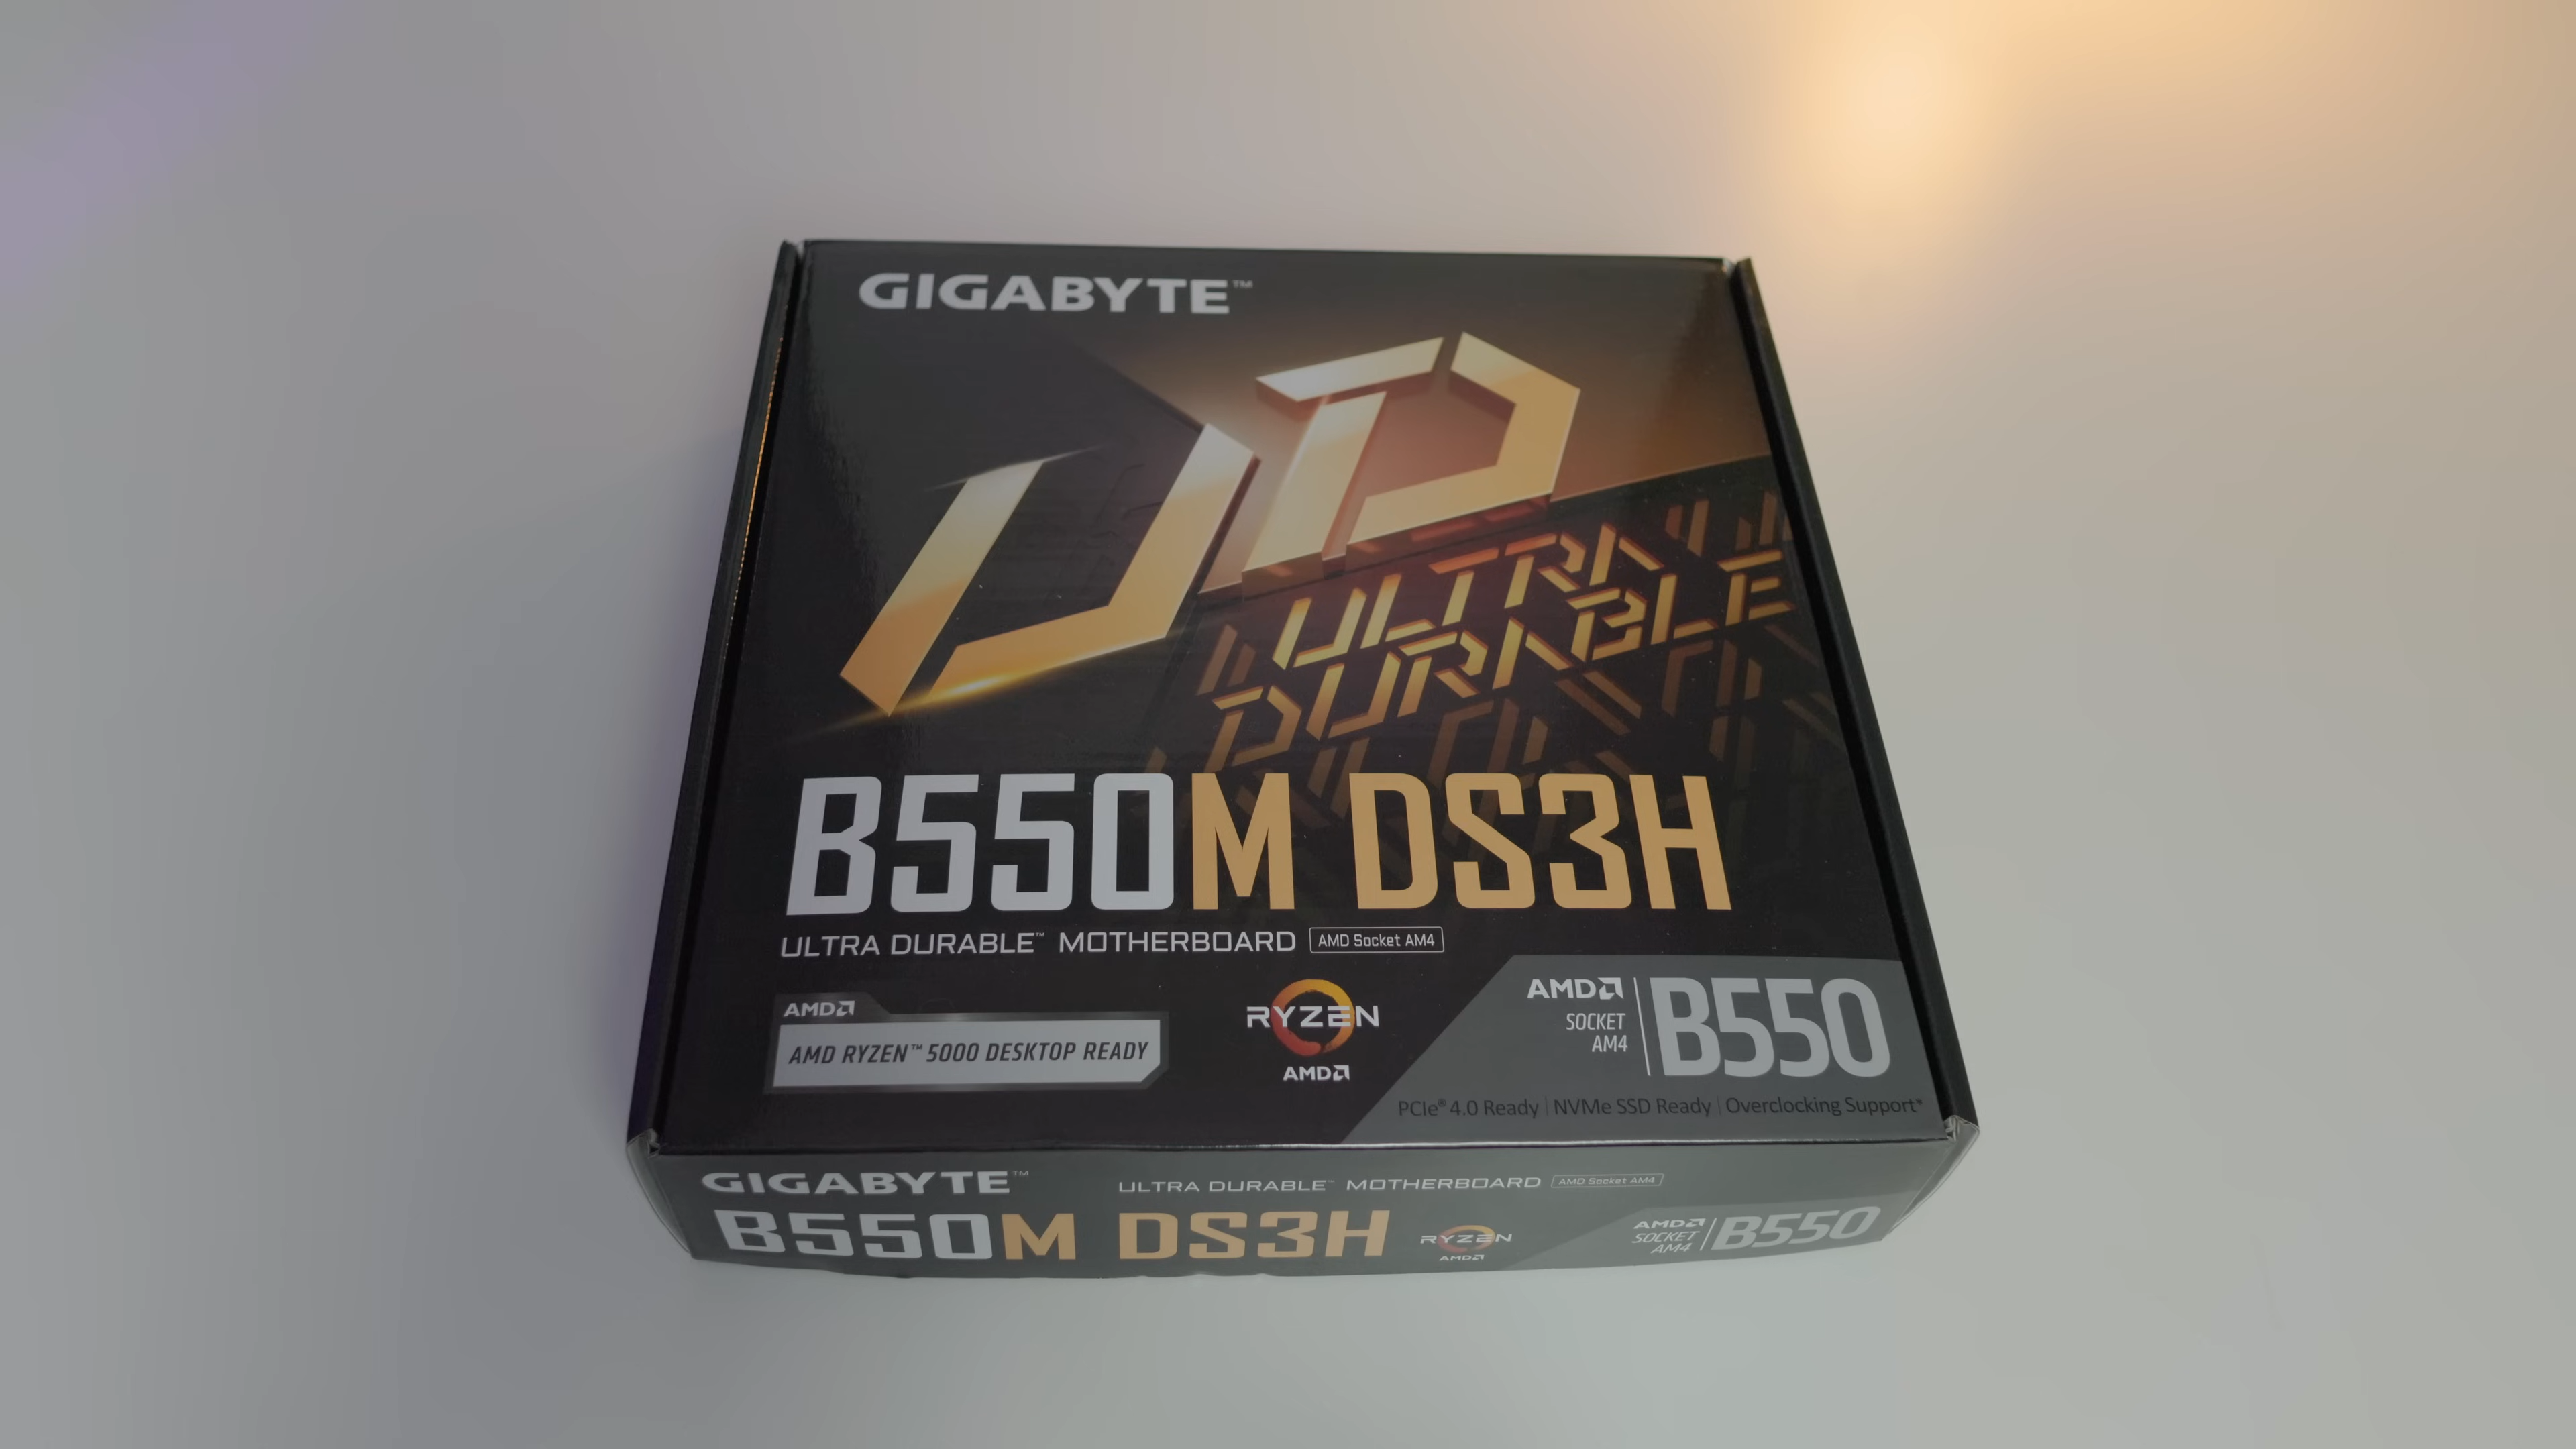 GIGABYTE™
UD
ULTRA
DURABLE
B550M DS3H
ULTRA DURABLE™ MOTHERBOARD AMD Socket AM4
AMD
AMD RYZEN™ 5000 DESKTOP READY
RYZEN
AMD
AMD
SOCKET
AM4
B550
PCIe® 4.0 Ready | NVMe SSD Ready | Overclocking Support*
GIGABYTE™
ULTRA DURABLE™ MOTHERBOARD AMD Socket AM4
B550M DS3H
RYZEN
AMD
AMD
SOCKET
AM4
B550